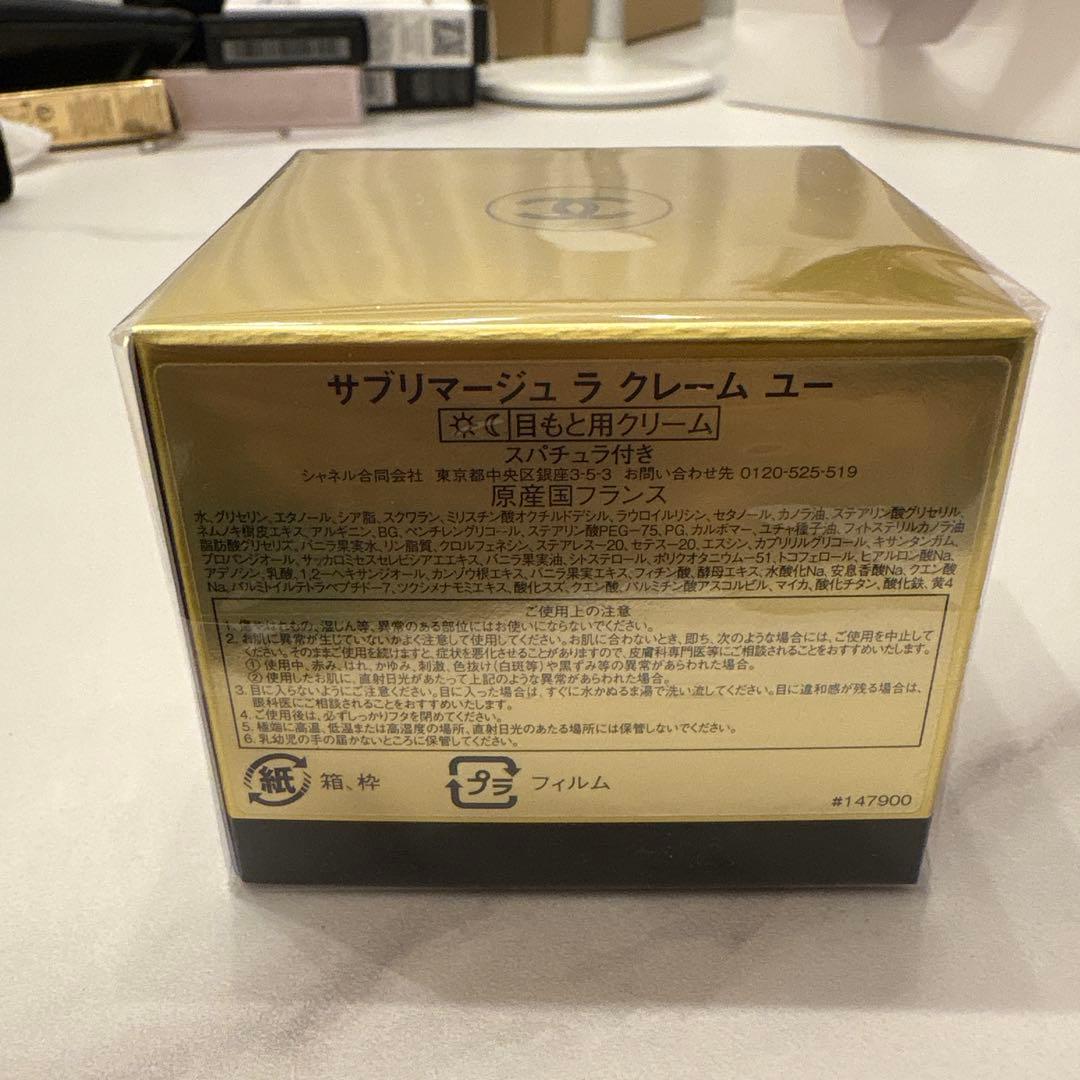 サブリマージュ ラ クレーム ユー
目もと用クリーム
スパチュラ付き
シャネル合同会社 東京都中央区銀座3-5-3 お問い合わせ先 0120-525-519
原産国フランス
水、グリセリン、エタノール、シア脂、スクワラン、ミリスチン酸オクチルドデシル、ラウロイルリシン、セタノール、カノラ油、ステアリン酸グリセリル、
ネムノキ樹皮エキス、アルギニン、BG、ペンチレングリコール、ステアリン酸PEG-75、PG、カルボマー、ユチャ種子油、フィトステリルカノラ油
脂肪酸グリセリズ、バニラ果実水、リン脂質、クロルフェネシン、ステアレス-20、セテス-20、エスシン、カプリリルグリコール、キサンタンガム、
プロパンジオール、サッカロミセスセレビシアエエキス、バニラ果実油、シトステロール、ポリクオタニウム-51、トコフェロール、ヒアルロン酸Na、
アデノシン、乳酸、1,2-ヘキサンジオール、カンゾウ根エキス、バニラ果実エキス、フィチン酸、酵母エキス、水酸化Na、安息香酸Na、クエン酸
Na、パルミトイルテトラペプチド-7、ツクシメナモミエキス、酸化スズ、クエン酸、パルミチン酸アスコルビル、マイカ、酸化チタン、酸化鉄、黄4
ご使用上の注意
1. 傷やはれもの、湿しん等、異常のある部位にはお使いにならないでください。
2. お肌に異常が生じていないかよく注意して使用してください。お肌に合わないとき、即ち、次のような場合には、ご使用を中止して
ください。そのままご使用を続けますと、症状を悪化させることがありますので、皮膚科専門医等にご相談されることをおすすめいたします。
① 使用中、赤み、はれ、かゆみ、刺激、色抜け(白斑等)や黒ずみ等の異常があらわれた場合。
② 使用したお肌に、直射日光があたって上記のような異常があらわれた場合。
3. 目に入らないようにご注意ください。目に入った場合は、すぐに水かぬるま湯で洗い流してください。目に違和感が残る場合は、
眼科医にご相談されることをおすすめいたします。
4. ご使用後は、必ずしっかりフタを閉めてください。
5. 極端に高温、低温または高湿度の場所、直射日光のあたる場所には保管しないでください。
6. 乳幼児の手の届かないところに保管してください。
紙 箱、枠 プラ フィルム
#147900